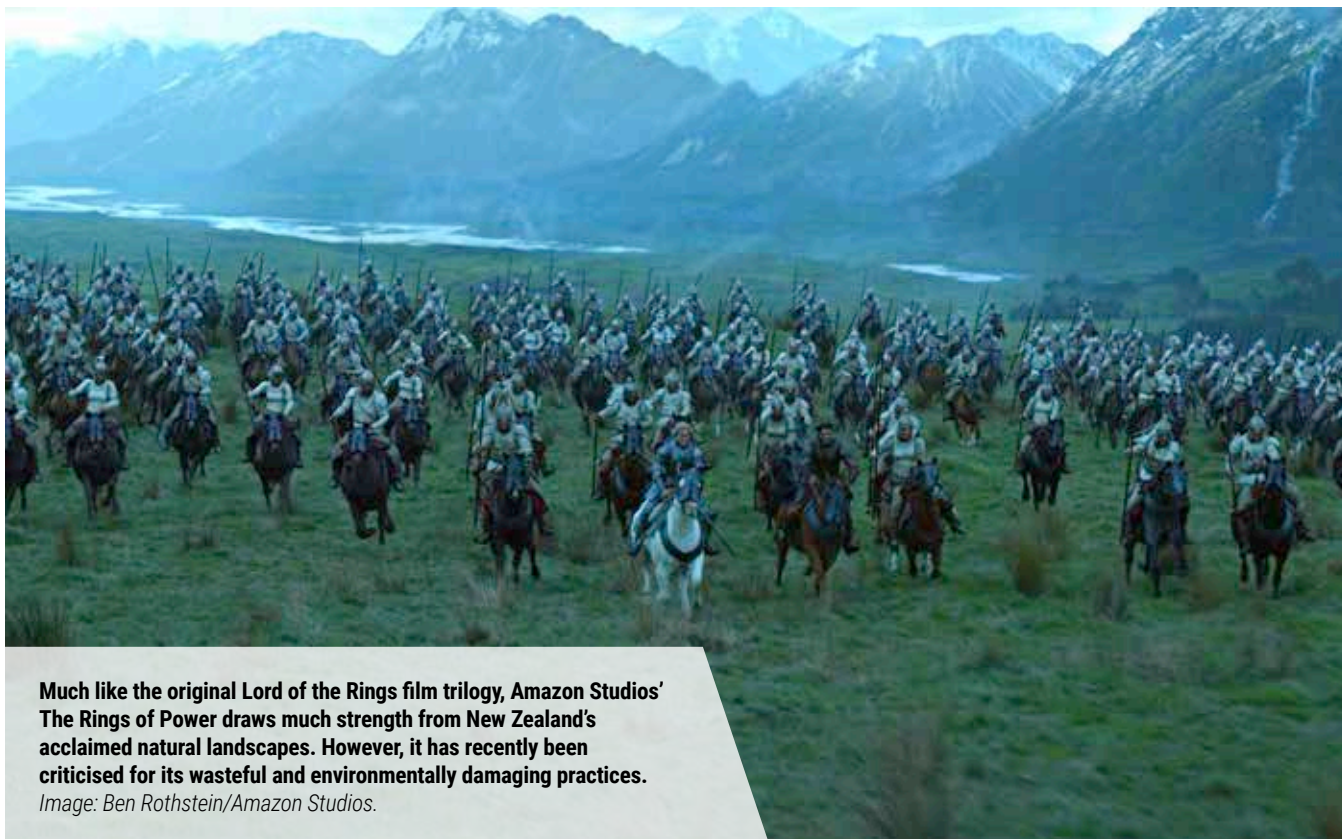 Much like the original Lord of the Rings film trilogy, Amazon Studios’
The Rings of Power draws much strength from New Zealand’s
acclaimed natural landscapes. However, it has recently been
criticised for its wasteful and environmentally damaging practices.
Image: Ben Rothstein/Amazon Studios.